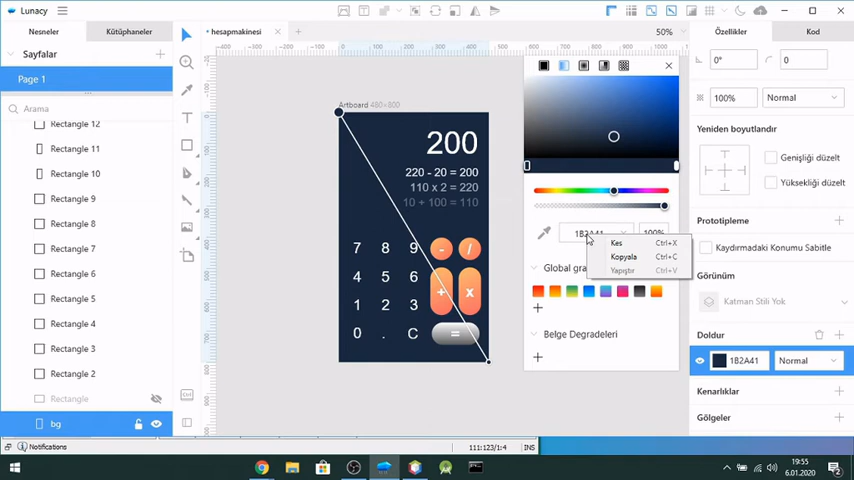 Lunacy
Nesneler
Kütüphaneler
* hesapmakinesi
50%
Özellikler
Kod
Sayfalar
Page 1
Arama
Rectangle 12
Rectangle 11
Rectangle 10
Rectangle 9
Rectangle 8
Rectangle 7
Rectangle 6
Rectangle 5
Rectangle 4
Rectangle 3
Rectangle 2
Rectangle
bg
Artboard 480×800
200
220 - 20 = 200
110 x 2 = 220
10 + 100 = 110
7 8 9 - /
4 5 6 + x
1 2 3
0 . C =
1B2A41
100%
Kes Ctrl+X
Kopyala Ctrl+C
Yapıştır Ctrl+V
Global gra
Belge Degradeleri
0°
0
100%
Normal
Yeniden boyutlandır
Genişliği düzelt
Yüksekliği düzelt
Prototipleme
Kaydırmadaki Konumu Sabitle
Görünüm
Katman Stili Yok
Doldur
1B2A41
Normal
Kenarlıklar
Gölgeler
Notifications
111:123/1:4
INS
19:55
6.01.2020
2